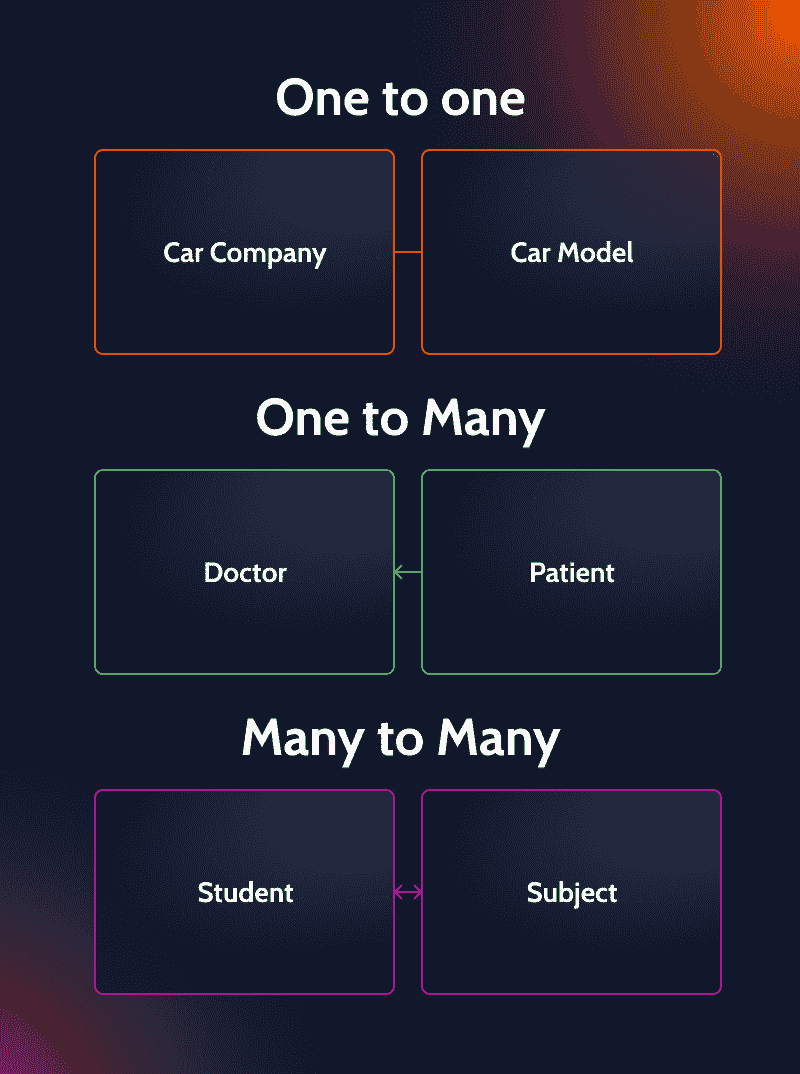 One to one
Car Company
Car Model
One to Many
Doctor
Patient
Many to Many
Student
Subject